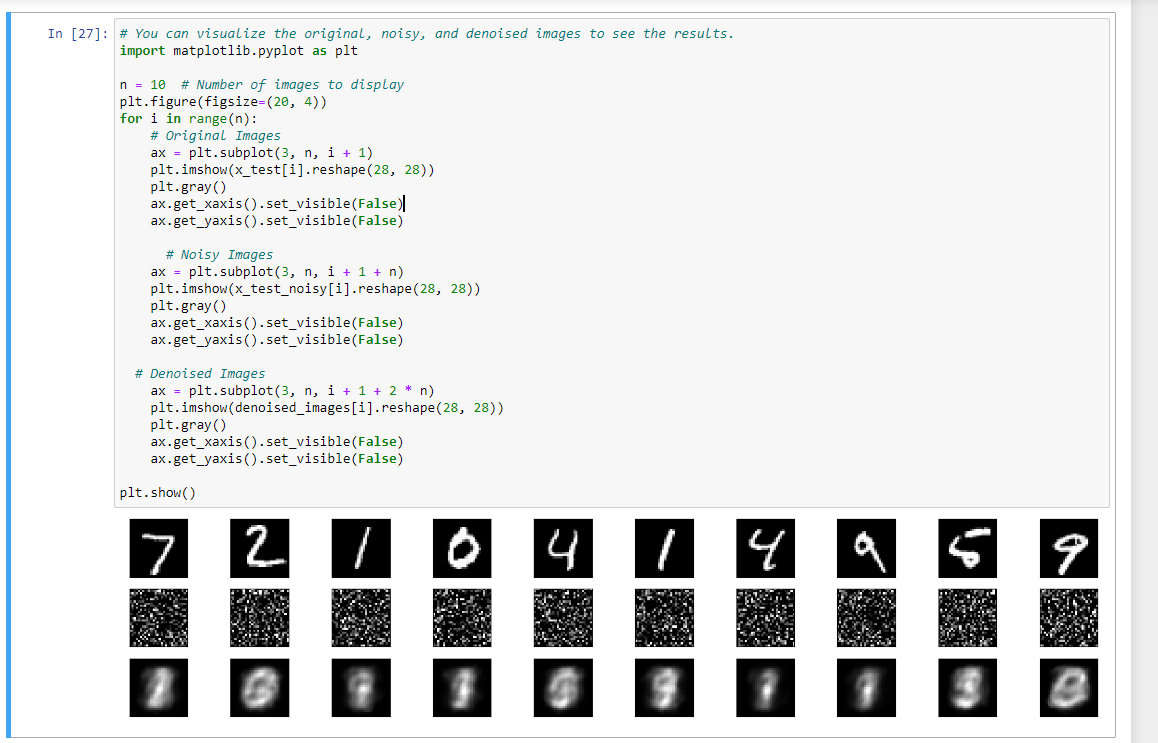 In [27]: # You can visualize the original, noisy, and denoised images to see the results.
import matplotlib.pyplot as plt

n = 10  # Number of images to display
plt.figure(figsize=(20, 4))
for i in range(n):
    # Original Images
    ax = plt.subplot(3, n, i + 1)
    plt.imshow(x_test[i].reshape(28, 28))
    plt.gray()
    ax.get_xaxis().set_visible(False)
    ax.get_yaxis().set_visible(False)

      # Noisy Images
    ax = plt.subplot(3, n, i + 1 + n)
    plt.imshow(x_test_noisy[i].reshape(28, 28))
    plt.gray()
    ax.get_xaxis().set_visible(False)
    ax.get_yaxis().set_visible(False)

  # Denoised Images
    ax = plt.subplot(3, n, i + 1 + 2 * n)
    plt.imshow(denoised_images[i].reshape(28, 28))
    plt.gray()
    ax.get_xaxis().set_visible(False)
    ax.get_yaxis().set_visible(False)

plt.show()
7 2 1 0 4 1 4 9 5 9